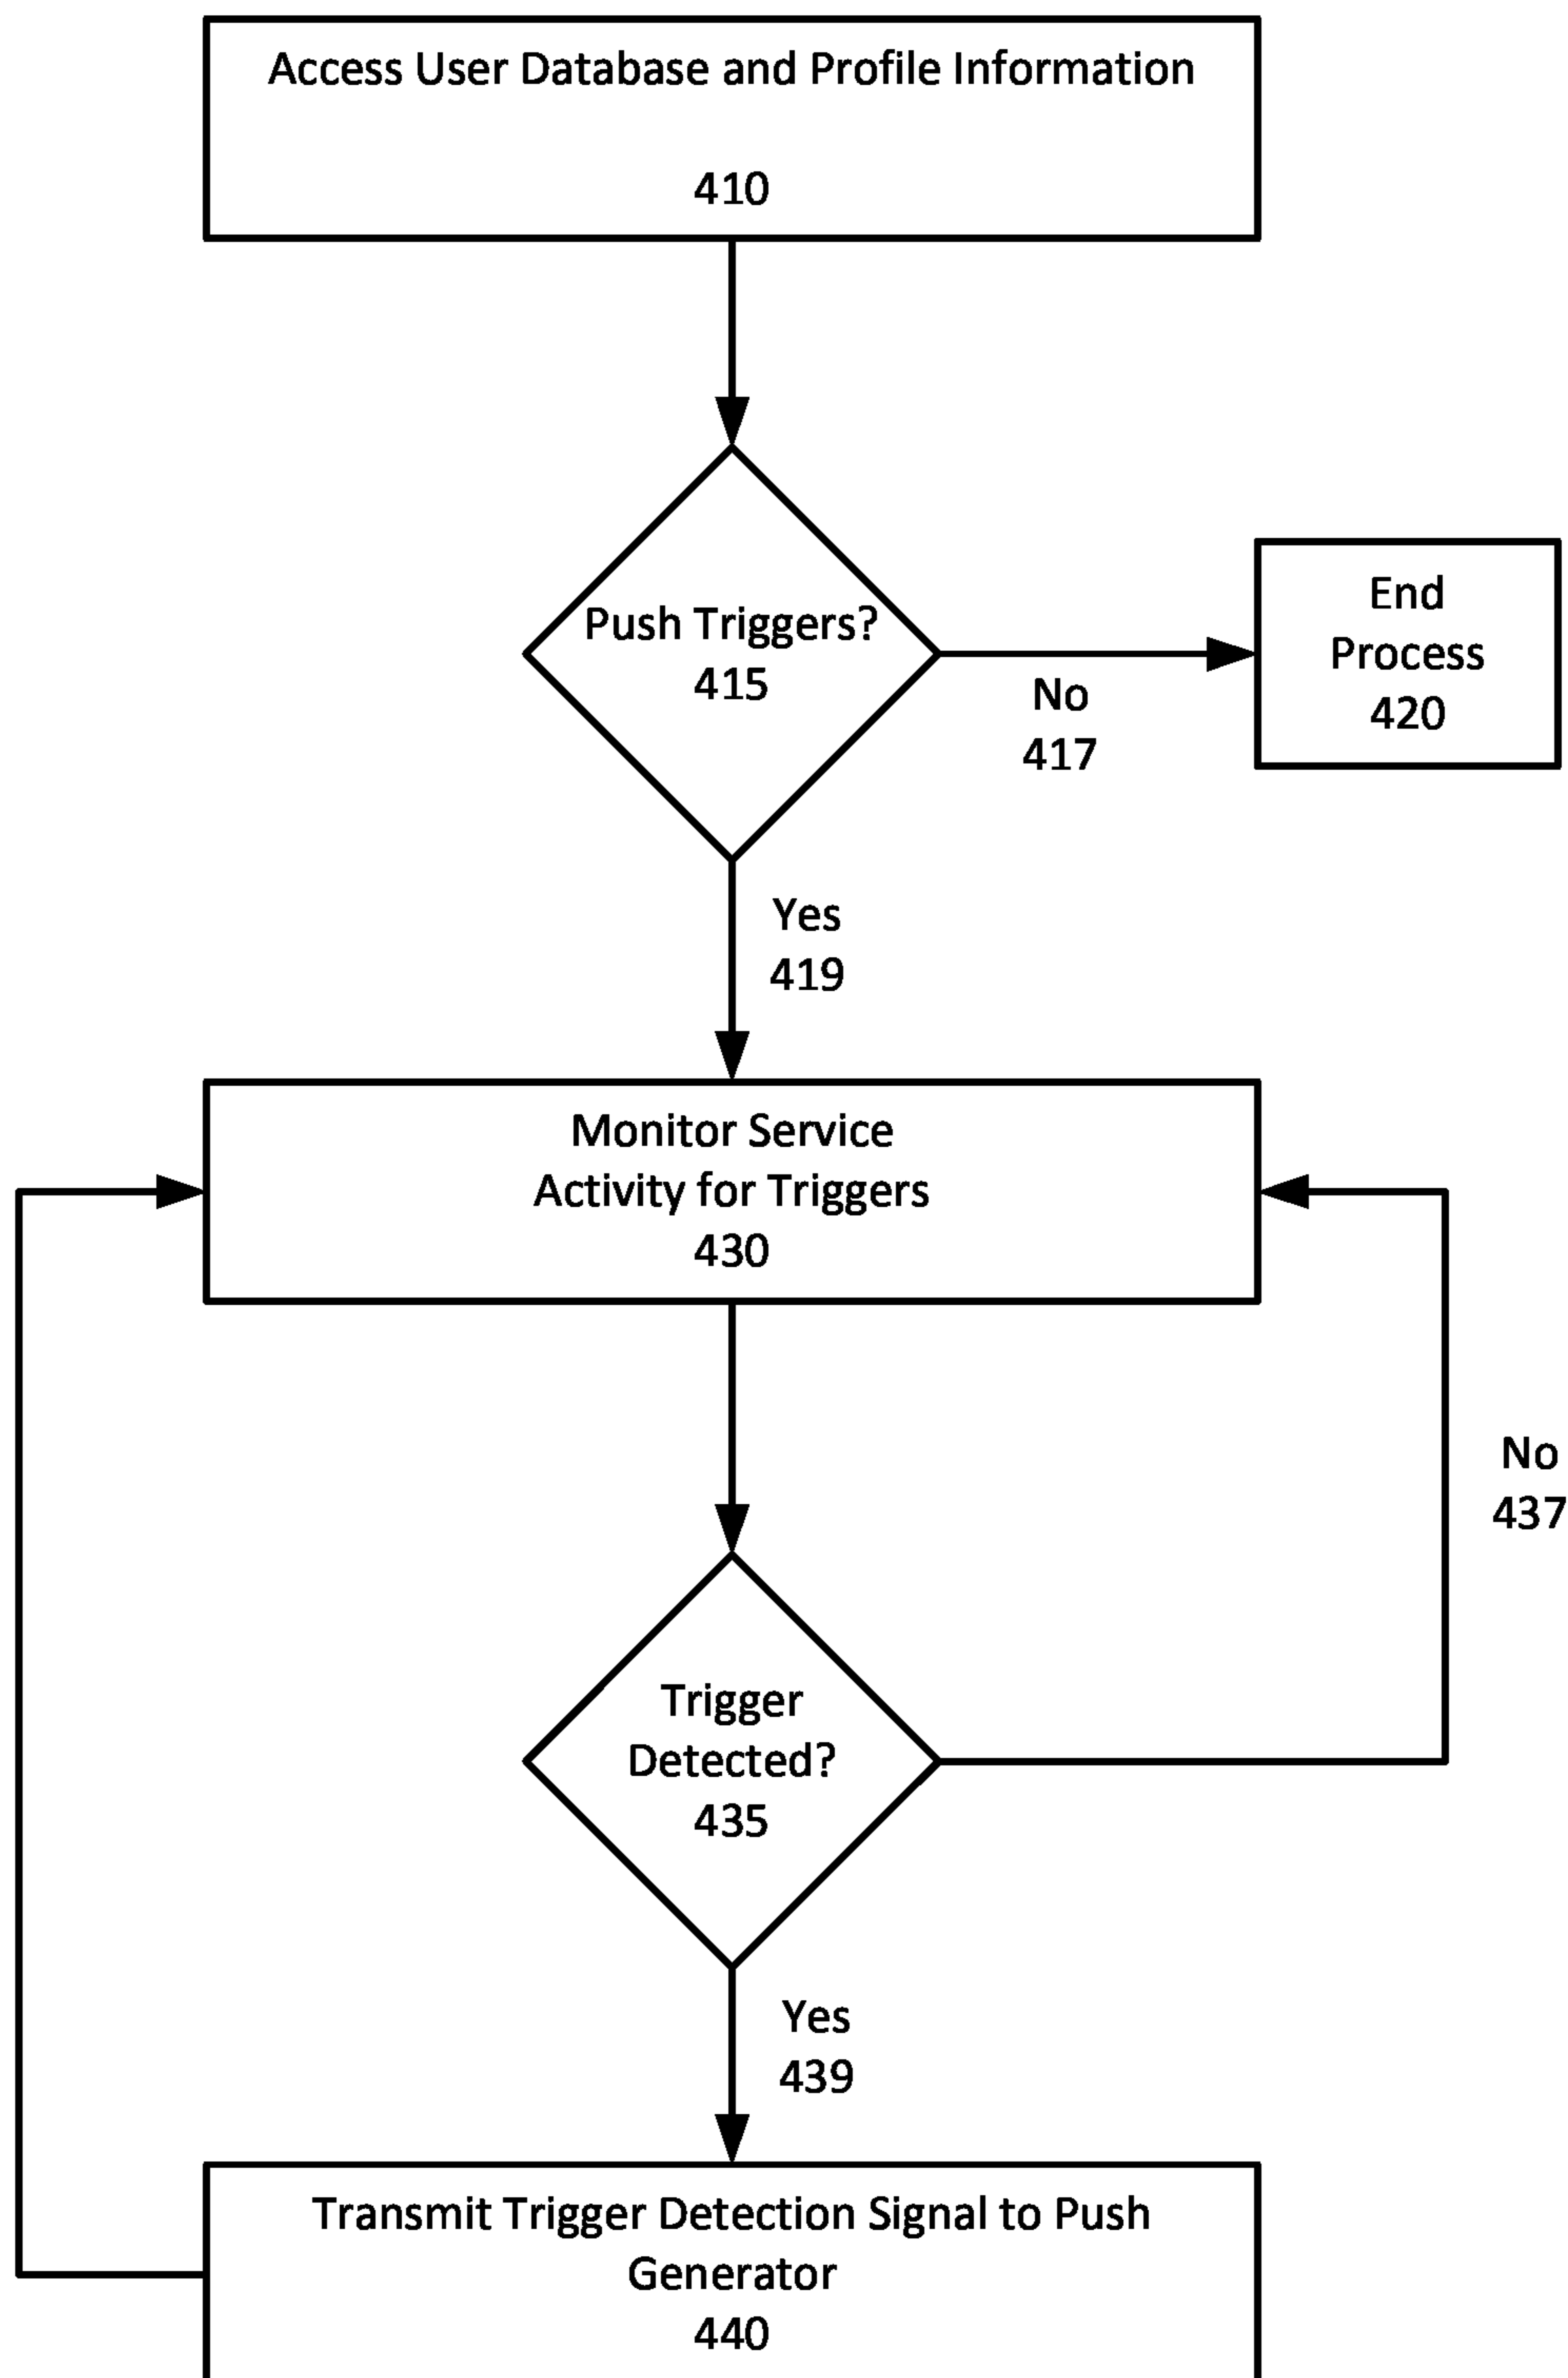 Access User Database and Profile Information
410
Push Triggers?
415
No
417
End
Process
420
Yes
419
Monitor Service
Activity for Triggers
430
No
437
Trigger
Detected?
435
Yes
439
Transmit Trigger Detection Signal to Push
Generator
440